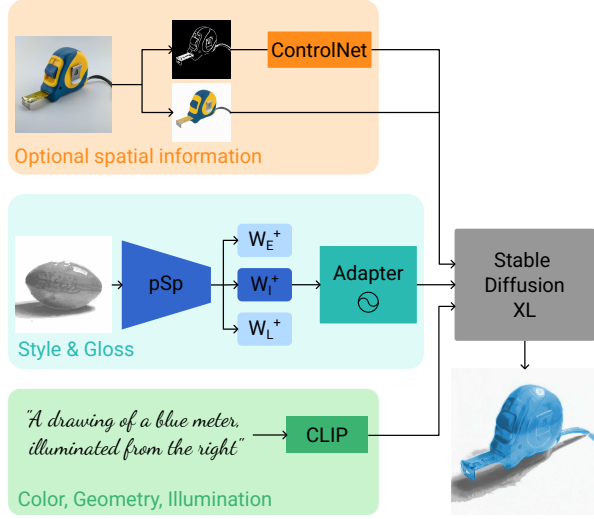 ControlNet
Optional spatial information
pSp
W_E^+
W_I^+
W_L^+
Adapter
Style & Gloss
Stable
Diffusion
XL
"A drawing of a blue meter,
illuminated from the right"
CLIP
Color, Geometry, Illumination